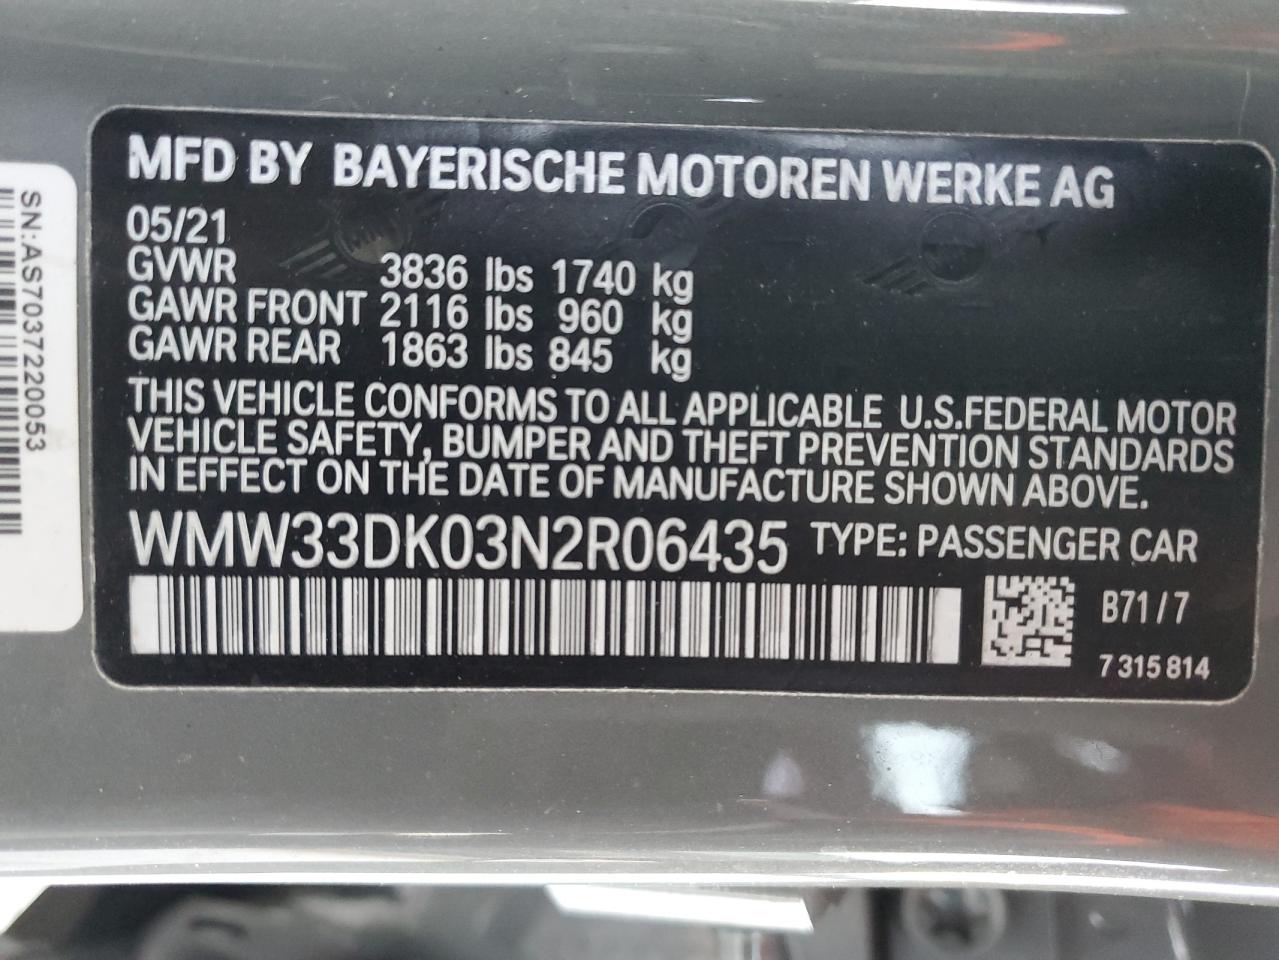 MFD BY BAYERISCHE MOTOREN WERKE AG
05/21
GVWR 3836 lbs 1740 kg
GAWR FRONT 2116 lbs 960 kg
GAWR REAR 1863 lbs 845 kg
THIS VEHICLE CONFORMS TO ALL APPLICABLE U.S.FEDERAL MOTOR
VEHICLE SAFETY, BUMPER AND THEFT PREVENTION STANDARDS
IN EFFECT ON THE DATE OF MANUFACTURE SHOWN ABOVE.
WMW33DK03N2R06435 TYPE: PASSENGER CAR
B71/7
7 315 814
SN:AS7037220053